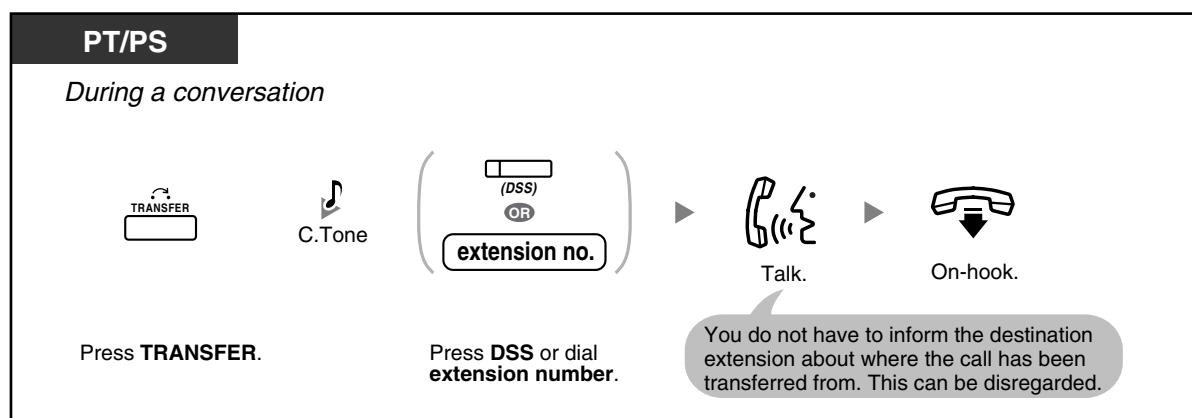 PT/PS
During a conversation
TRANSFER
C.Tone
(DSS)
OR
extension no.
Talk.
On-hook.
Press TRANSFER.
Press DSS or dial
extension number.
You do not have to inform the destination
extension about where the call has been
transferred from. This can be disregarded.